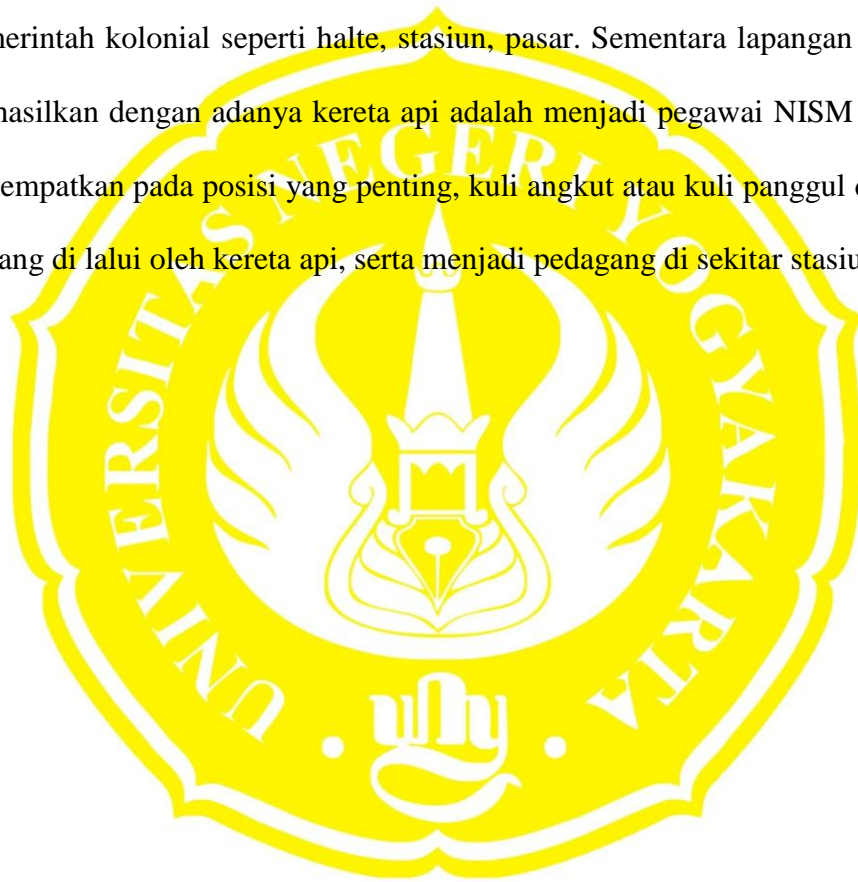 merintah kolonial seperti halte, stasiun, pasar. Sementara lapangan
hasilkan dengan adanya kereta api adalah menjadi pegawai NISM
empatkan pada posisi yang penting, kuli angkut atau kuli panggul
ang di lalui oleh kereta api, serta menjadi pedagang di sekitar
UNIVERSITAS NEGERI YOGYAKARTA
uny